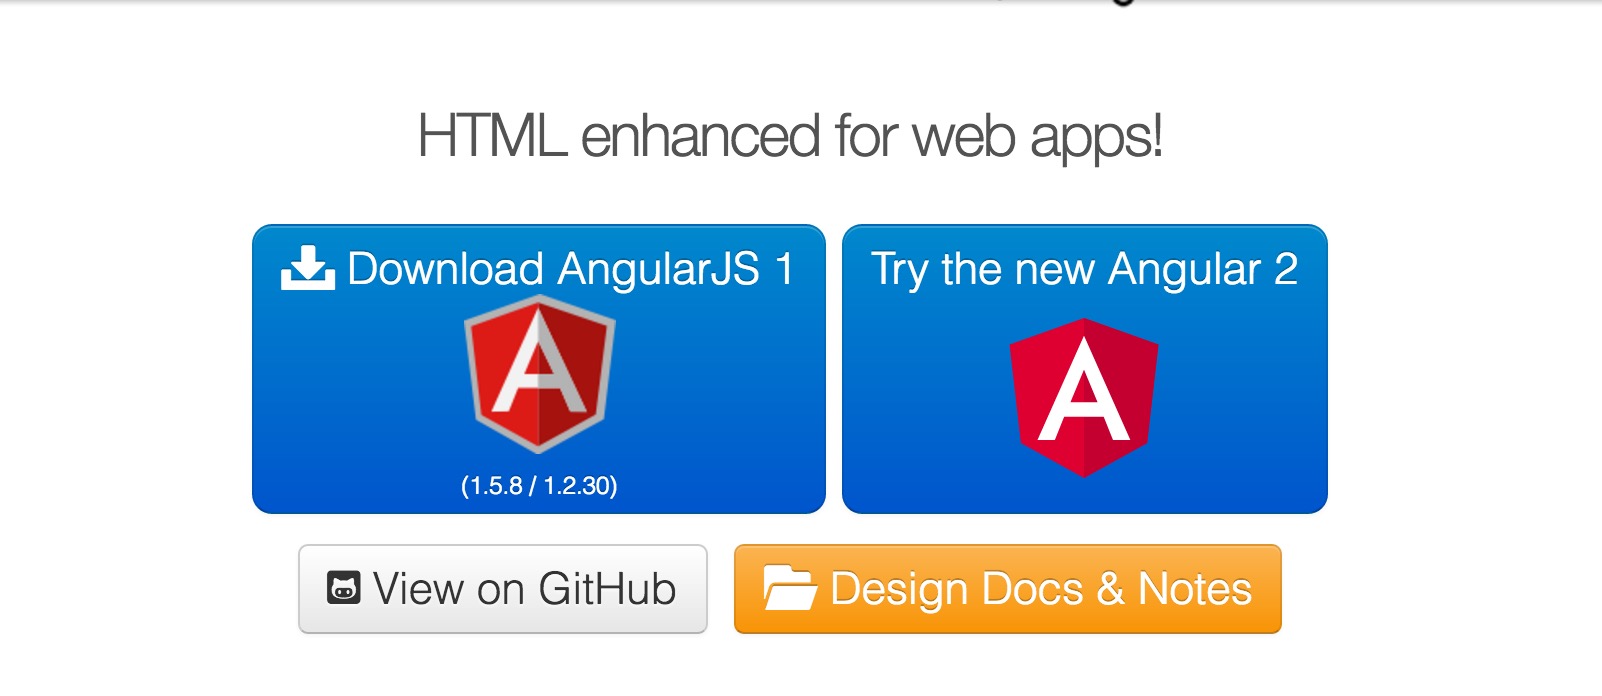 HTML enhanced for web apps!
Download AngularJS 1
(1.5.8 / 1.2.30)
Try the new Angular 2
View on GitHub
Design Docs & Notes